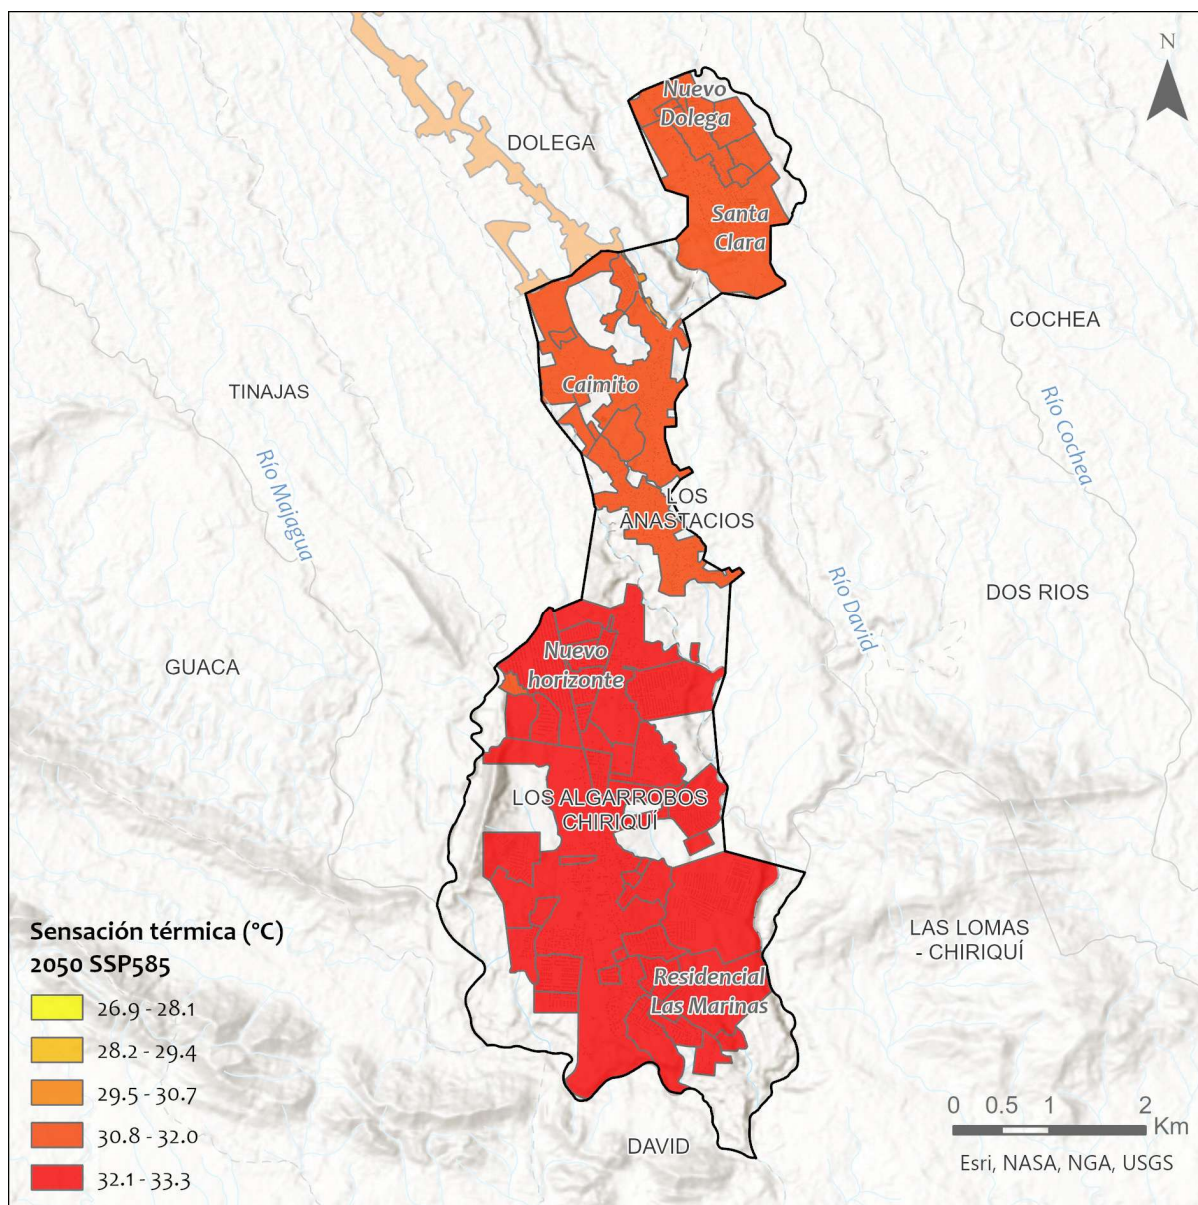 N
Nuevo
Dolega
DOLEGA
Santa
Clara
COCHEA
TINAJAS
Caimito
Río Cochea
Río Majagua
LOS
ANASTACIOS
Río David
DOS RIOS
GUACA
Nuevo
horizonte
LOS ALGARROBOS
CHIRIQUÍ
LAS LOMAS
- CHIRIQUÍ
Residencial
Las Marinas
DAVID
Sensación térmica (°C)
2050 SSP585
26.9 - 28.1
28.2 - 29.4
29.5 - 30.7
30.8 - 32.0
32.1 - 33.3
0 0.5 1 2
Km
Esri, NASA, NGA, USGS